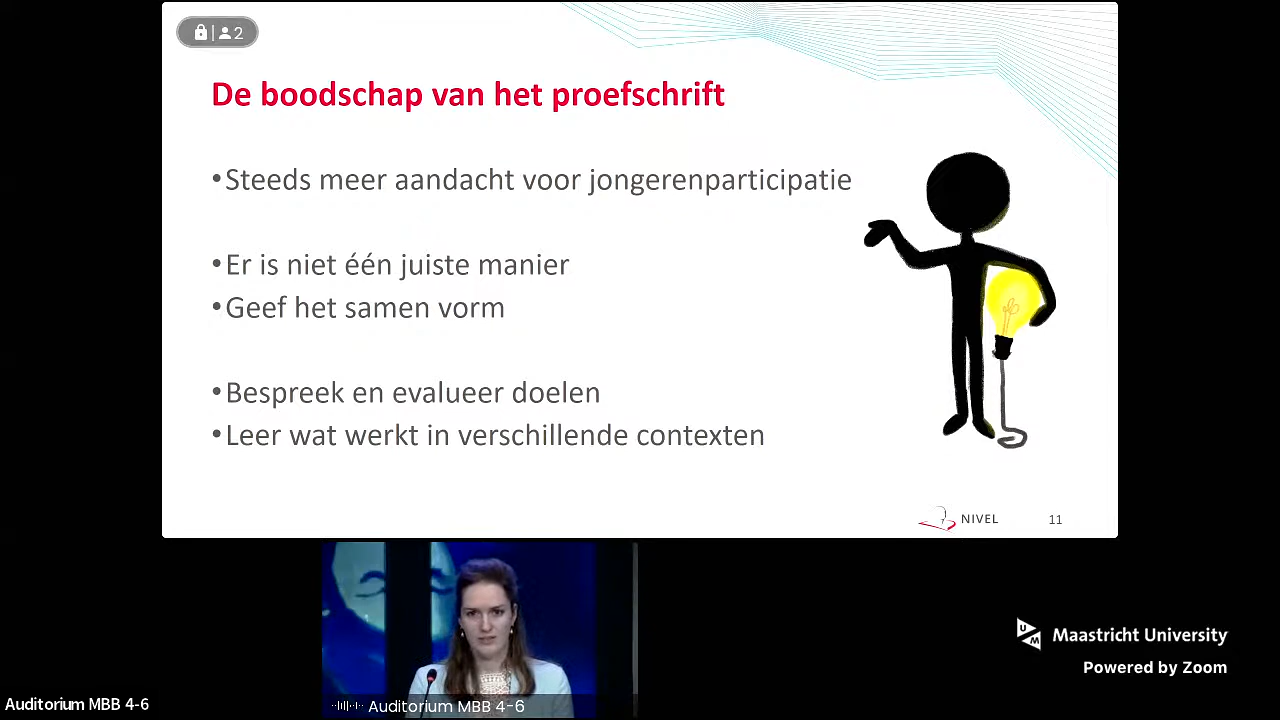 2
De boodschap van het proefschrift
•Steeds meer aandacht voor jongerenparticipatie
•Er is niet één juiste manier
•Geef het samen vorm
•Bespreek en evalueer doelen
•Leer wat werkt in verschillende contexten
NIVEL
11
UM
Maastricht University
Powered by Zoom
Auditorium MBB 4-6
Auditorium MBB 4-6